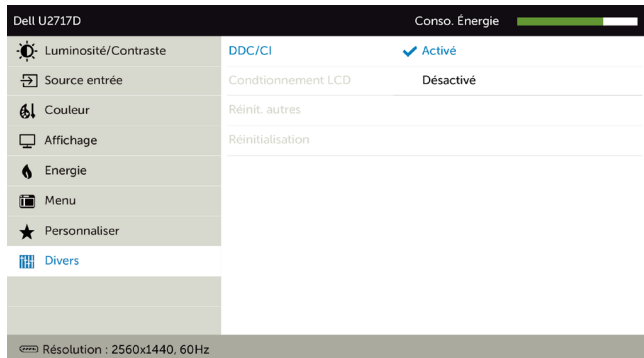 Dell U2717D Conso. Énergie
Luminosité/Contraste DDC/CI Activé
Source entrée Condtionnement LCD Désactivé
Couleur Réinit. autres
Affichage Réinitialisation
Energie
Menu
Personnaliser
Divers
Résolution : 2560x1440, 60Hz